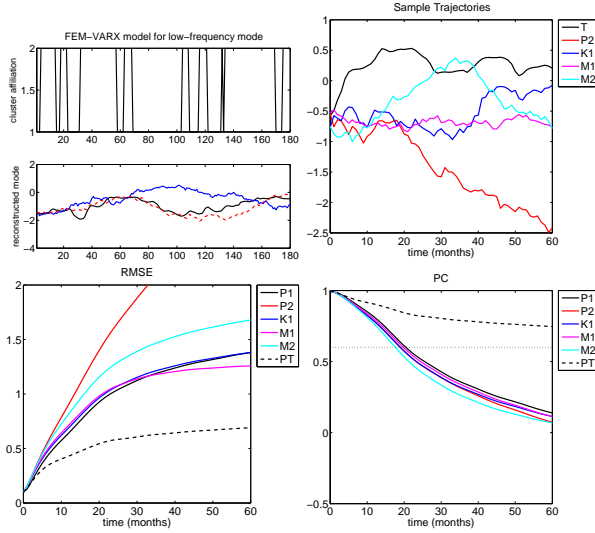 FEM−VARX model for low−frequency mode
cluster affiliation
2
1.5
1
20 40 60 80 100 120 140 160 180
reconstructed mode
2
0
−2
−4
20 40 60 80 100 120 140 160 180
Sample Trajectories
1
0.5
0
−0.5
−1
−1.5
−2
−2.5
0 10 20 30 40 50 60
time (months)
T
P2
K1
M1
M2
RMSE
2
1.5
1
0.5
0
0 10 20 30 40 50 60
time (months)
P1
P2
K1
M1
M2
PT
PC
1
0.5
0
−0.5
0 10 20 30 40 50 60
time (months)
P1
P2
K1
M1
M2
PT